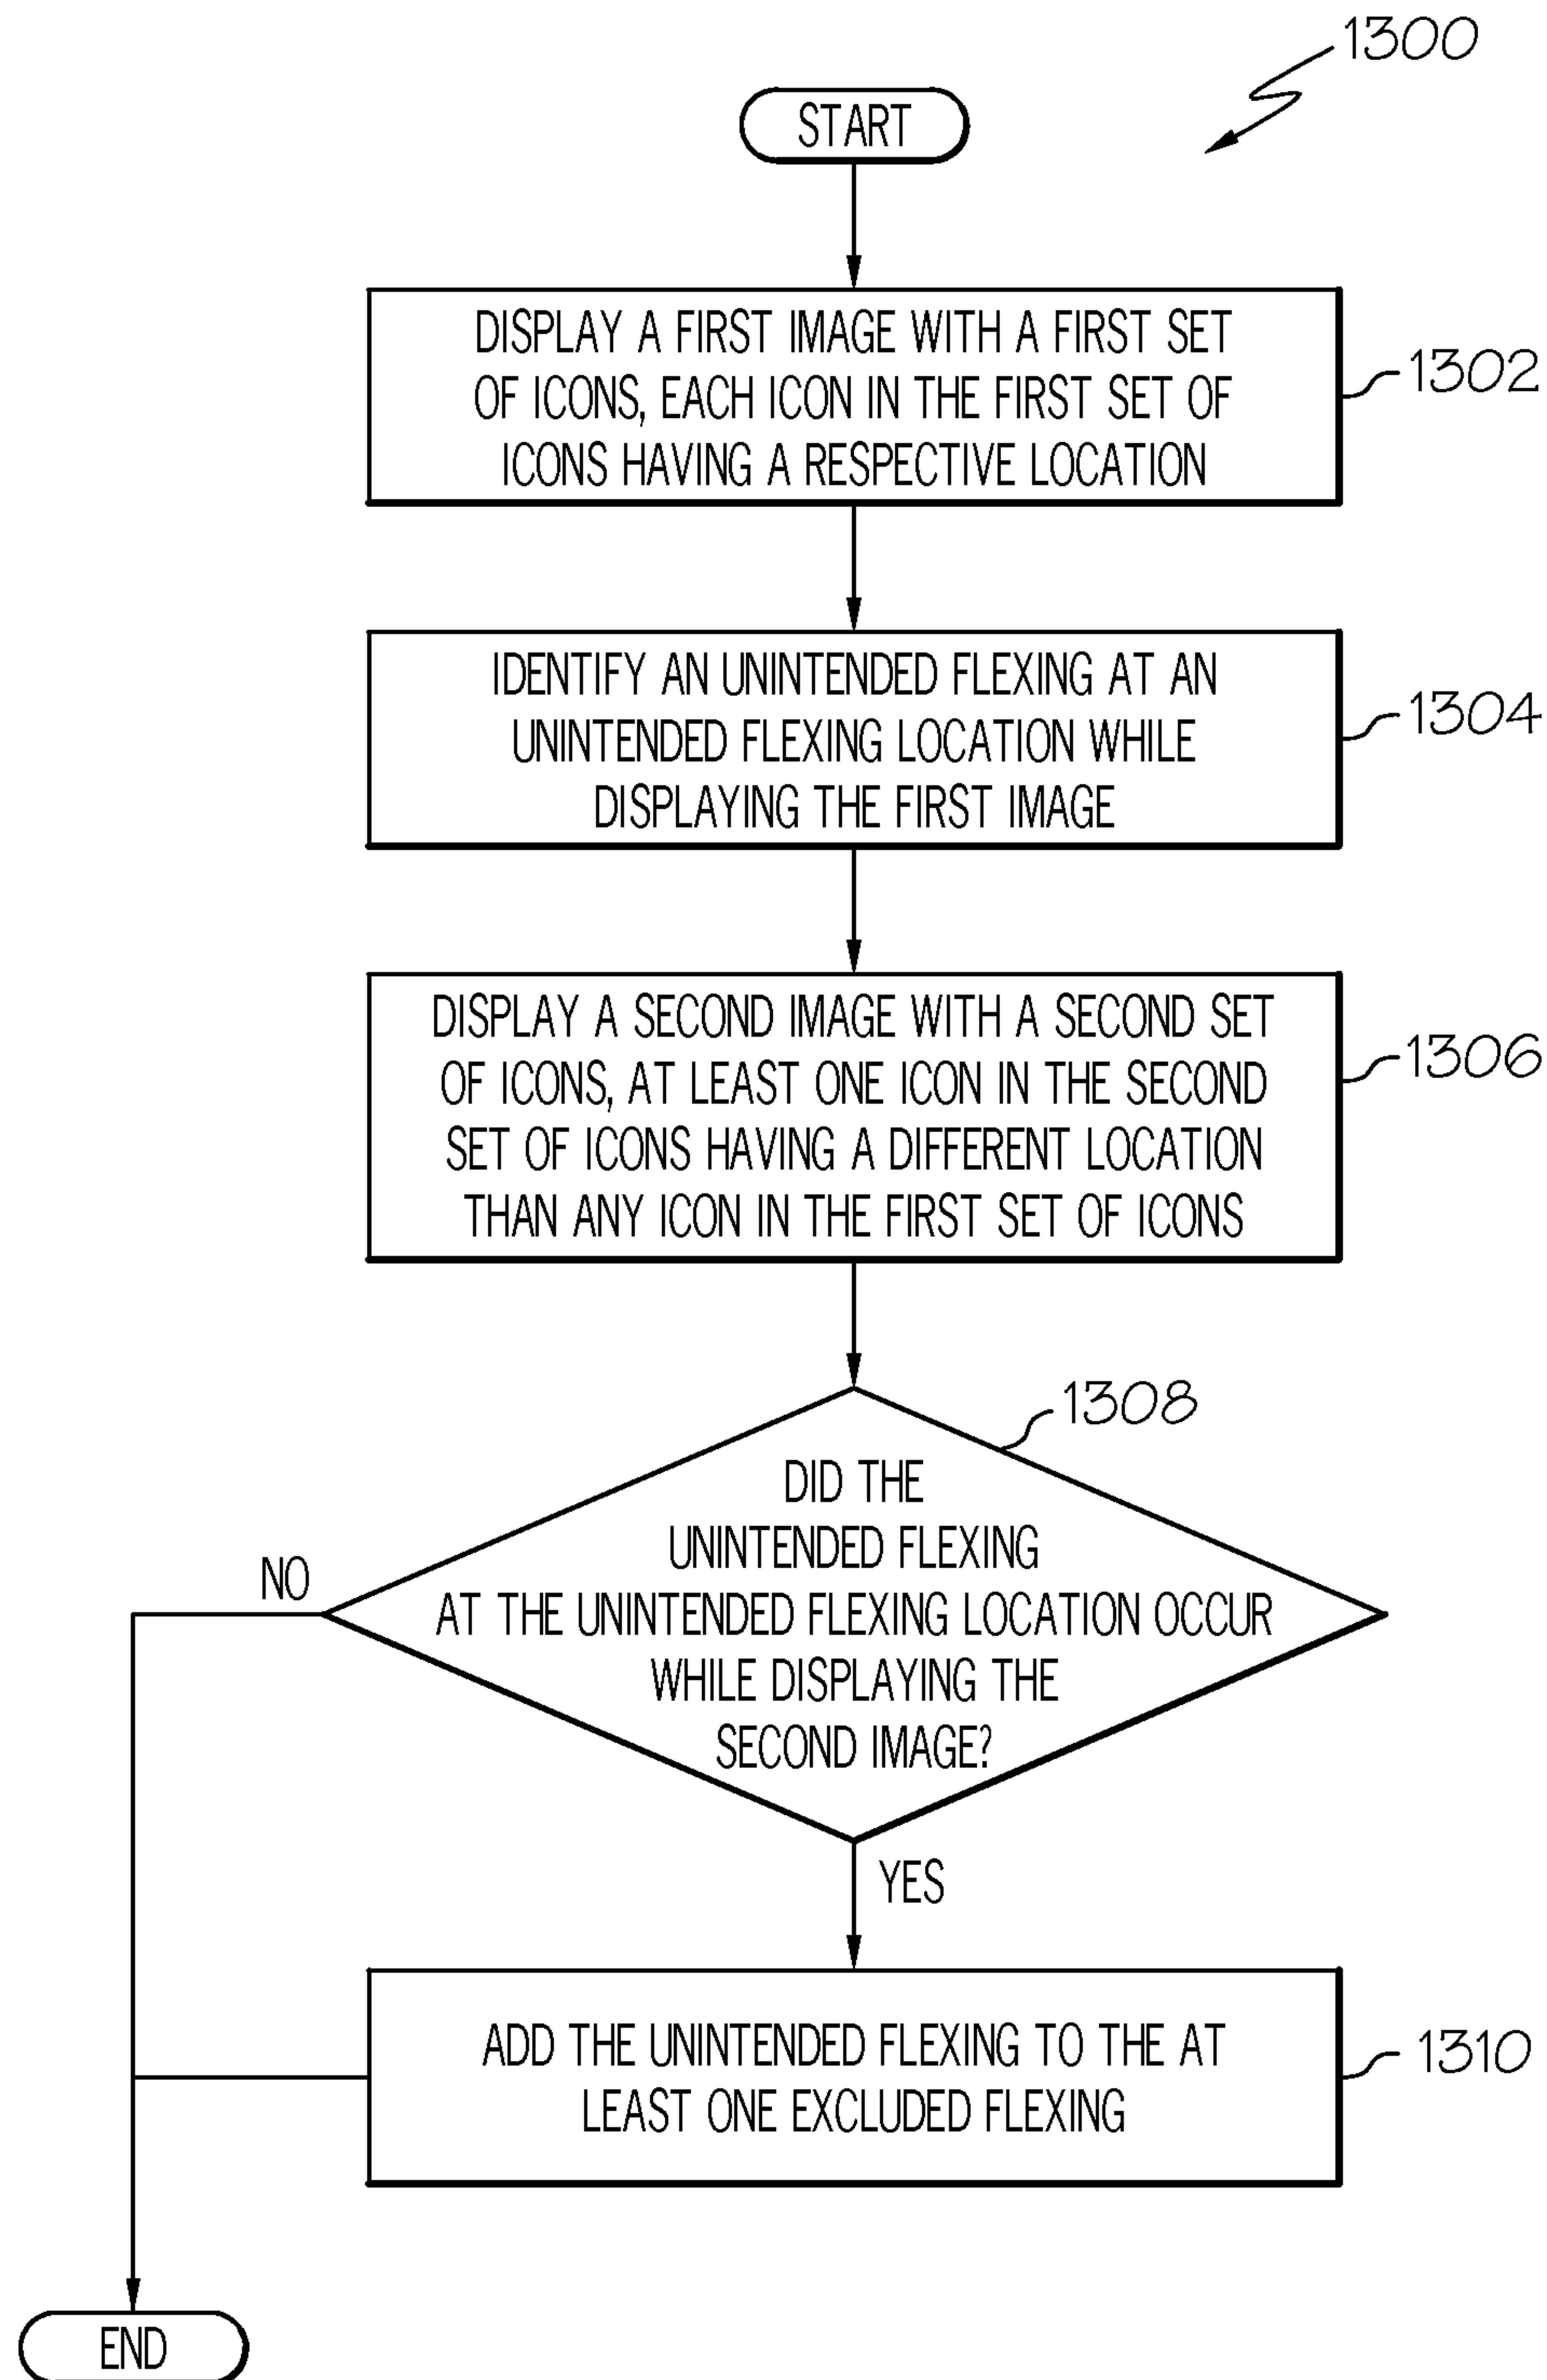 1300
START
DISPLAY A FIRST IMAGE WITH A FIRST SET
OF ICONS, EACH ICON IN THE FIRST SET OF
ICONS HAVING A RESPECTIVE LOCATION
1302
IDENTIFY AN UNINTENDED FLEXING AT AN
UNINTENDED FLEXING LOCATION WHILE
DISPLAYING THE FIRST IMAGE
1304
DISPLAY A SECOND IMAGE WITH A SECOND SET
OF ICONS, AT LEAST ONE ICON IN THE SECOND
SET OF ICONS HAVING A DIFFERENT LOCATION
THAN ANY ICON IN THE FIRST SET OF ICONS
1306
1308
DID THE
UNINTENDED FLEXING
AT THE UNINTENDED FLEXING LOCATION OCCUR
WHILE DISPLAYING THE
SECOND IMAGE?
NO
YES
ADD THE UNINTENDED FLEXING TO THE AT
LEAST ONE EXCLUDED FLEXING
1310
END